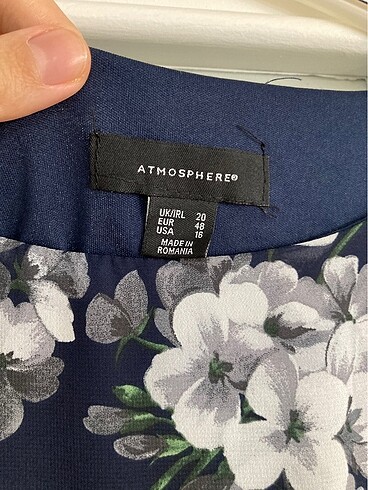 ATMOSPHERE®
UK/IRL 20
EUR 48
USA 16
MADE IN
ROMANIA